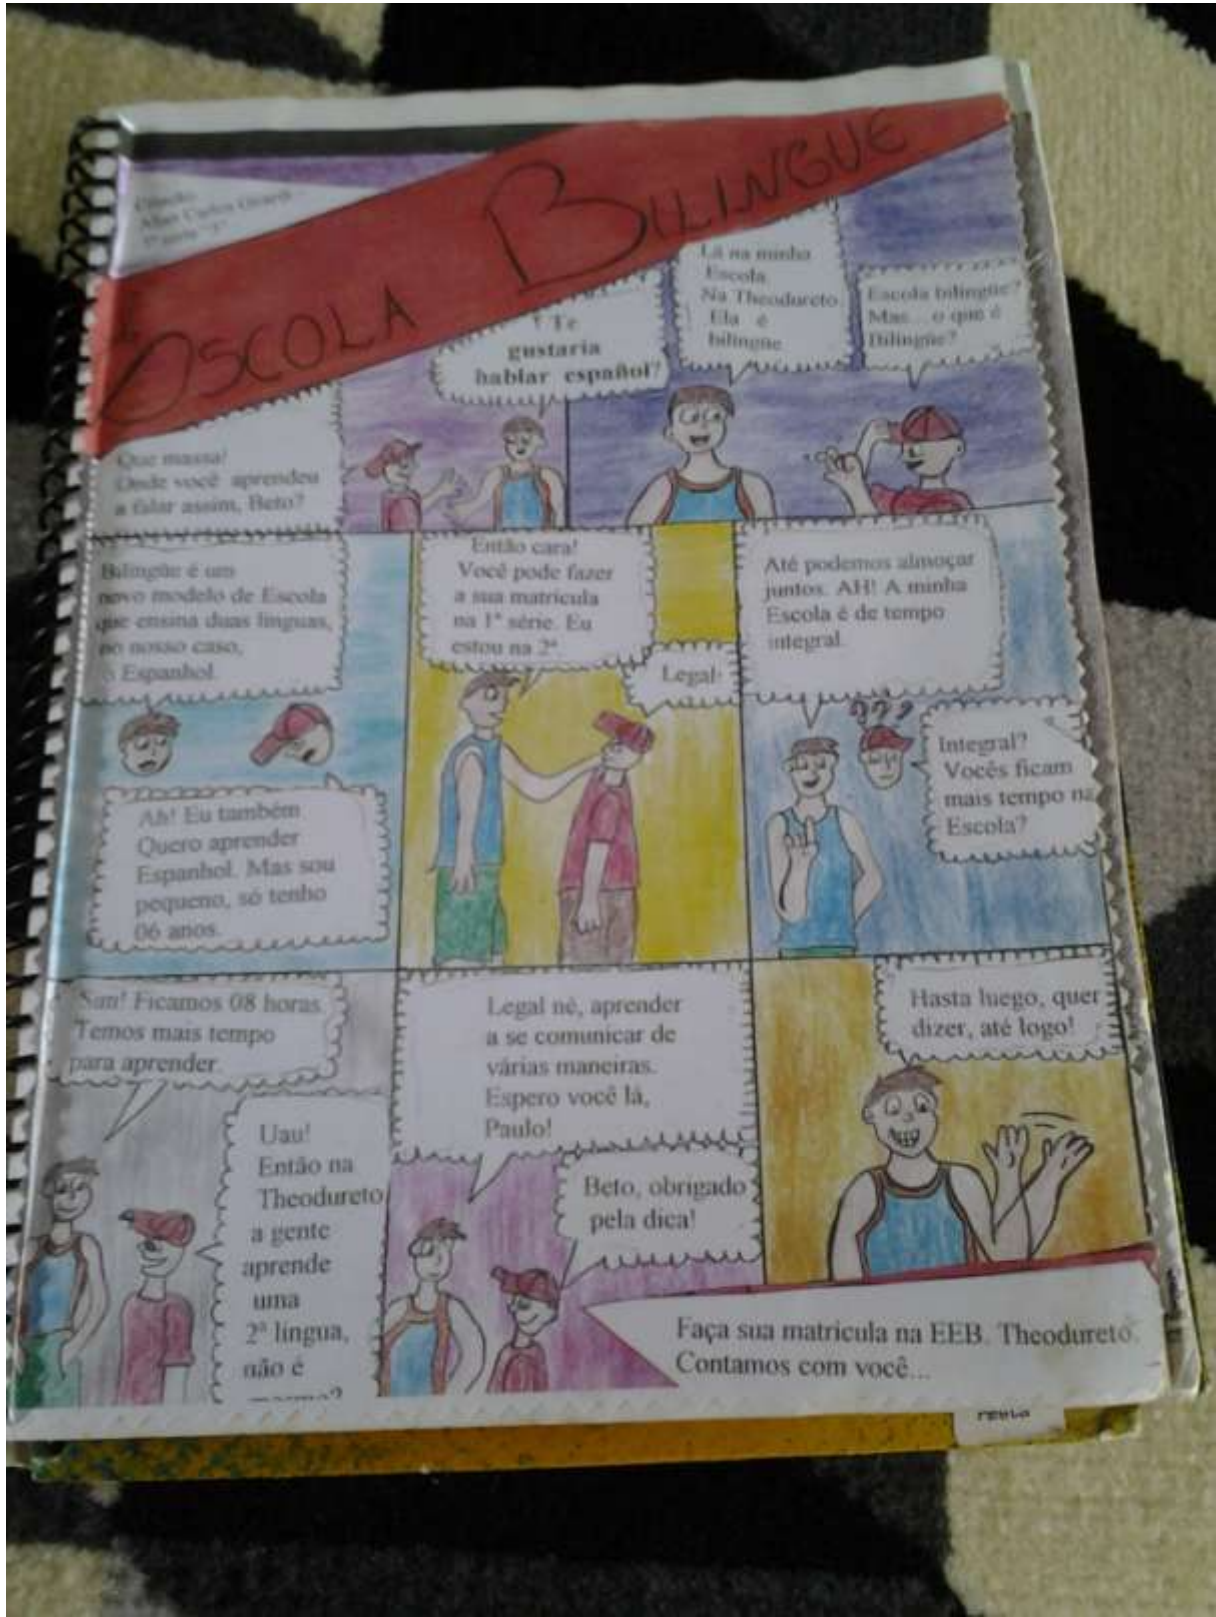 ESCOLA BILINGUE
Te
gustaria
hablar español?
Que massa!
Onde você aprendeu
a falar assim, Beto?
Lá na minha
Escola.
Na Theodureto.
Ela é
bilingüe
Escola bilingüe?
Mas... o que é
Bilingüe?
Bilingüe é um
novo modelo de Escola
que ensina duas línguas,
no nosso caso,
o Espanhol.
Ah! Eu também
Quero aprender
Espanhol. Mas sou
pequeno, só tenho
06 anos.
Então cara!
Você pode fazer
a sua matricula
na 1ª série. Eu
estou na 2ª
Legal.
Até podemos almoçar
juntos. AH! A minha
Escola é de tempo
integral.
???
Integral?
Vocês ficam
mais tempo na
Escola?
Sim! Ficamos 08 horas.
Temos mais tempo
para aprender.
Uau!
Então na
Theodureto
a gente
aprende
uma
2ª língua,
não é
Legal né, aprender
a se comunicar de
várias maneiras.
Espero você lá,
Paulo!
Beto, obrigado
pela dica!
Hasta luego, quer
dizer, até logo!
Faça sua matricula na EEB. Theodureto.
Contamos com você...